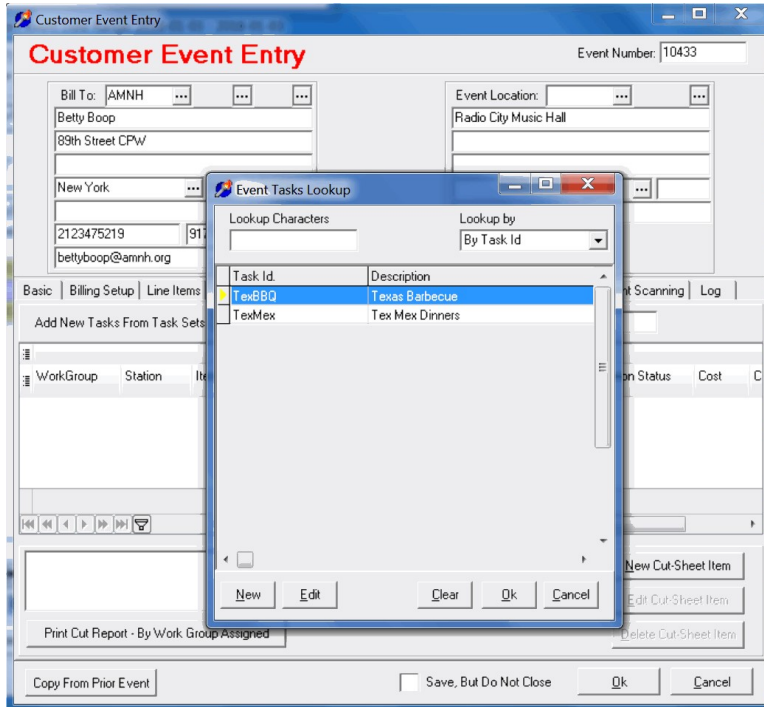 Customer Event Entry
Customer Event Entry
Event Number: 10433
Bill To: AMNH ... ... ...
Event Location: ... ...
Betty Boop
Radio City Music Hall
89th Street CPW
New York ...
...
2123475219 917
bettyboop@amnh.org
Event Tasks Lookup
Lookup Characters
Lookup by
By Task Id
Task Id. Description
TexBBQ Texas Barbecue
TexMex Tex Mex Dinners
New Edit Clear Ok Cancel
Basic Billing Setup Line Items
nt Scanning Log
Add New Tasks From Task Sets
WorkGroup Station Ite
on Status Cost C
New Cut-Sheet Item
Edit Cut-Sheet Item
Delete Cut-Sheet Item
Print Cut Report - By Work Group Assigned
Copy From Prior Event
Save, But Do Not Close
Ok Cancel